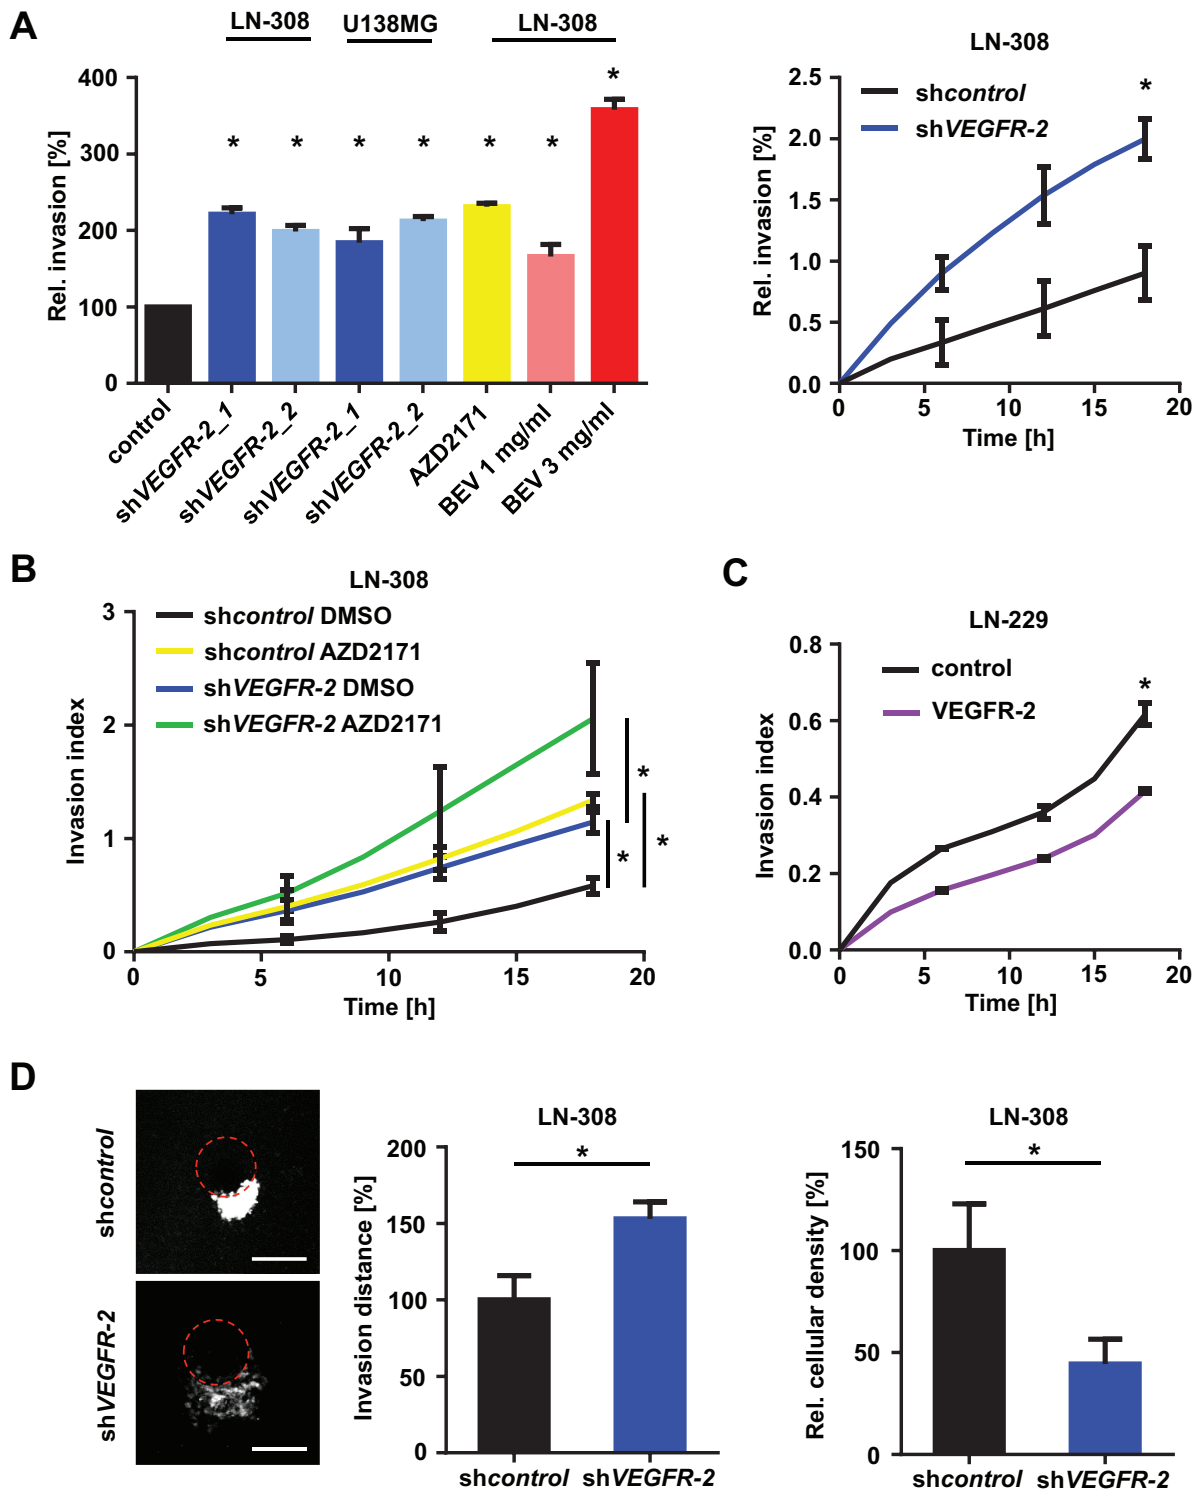 A
LN-308
U138MG
LN-308
Rel. invasion [%]
400
300
200
100
0
*
*
*
*
*
*
*
control
shVEGFR-2_1
shVEGFR-2_2
shVEGFR-2_1
shVEGFR-2_2
AZD2171
BEV 1 mg/ml
BEV 3 mg/ml
LN-308
shcontrol
shVEGFR-2
*
Rel. invasion [%]
2.5
2.0
1.5
1.0
0.5
0.0
0 5 10 15 20
Time [h]
B
LN-308
shcontrol DMSO
shcontrol AZD2171
shVEGFR-2 DMSO
shVEGFR-2 AZD2171
Invasion index
3
2
1
0
*
*
*
0 5 10 15 20
Time [h]
C
LN-229
control
VEGFR-2
*
Invasion index
0.8
0.6
0.4
0.2
0.0
0 5 10 15 20
Time [h]
D
shcontrol
shVEGFR-2
LN-308
*
Invasion distance [%]
200
150
100
50
0
shcontrol shVEGFR-2
LN-308
*
Rel. cellular density [%]
150
100
50
0
shcontrol shVEGFR-2